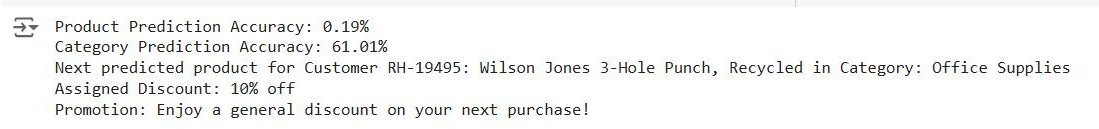 Product Prediction Accuracy: 0.19%
Category Prediction Accuracy: 61.01%
Next predicted product for Customer RH-19495: Wilson Jones 3-Hole Punch, Recycled in Category: Office Supplies
Assigned Discount: 10% off
Promotion: Enjoy a general discount on your next purchase!